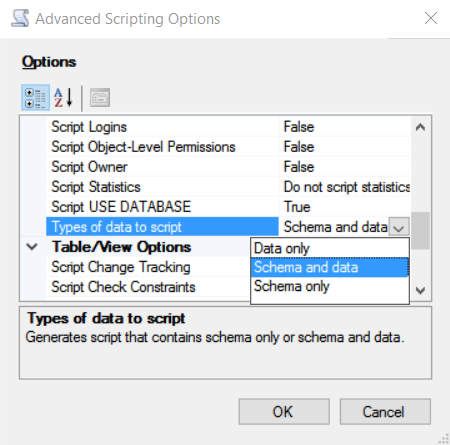 Advanced Scripting Options
Options
Script Logins False
Script Object-Level Permissions False
Script Owner False
Script Statistics Do not script statistics
Script USE DATABASE True
Types of data to script Schema and data
Table/View Options
Data only
Script Change Tracking
Schema and data
Script Check Constraints
Schema only
Types of data to script
Generates script that contains schema only or schema and data.
OK Cancel